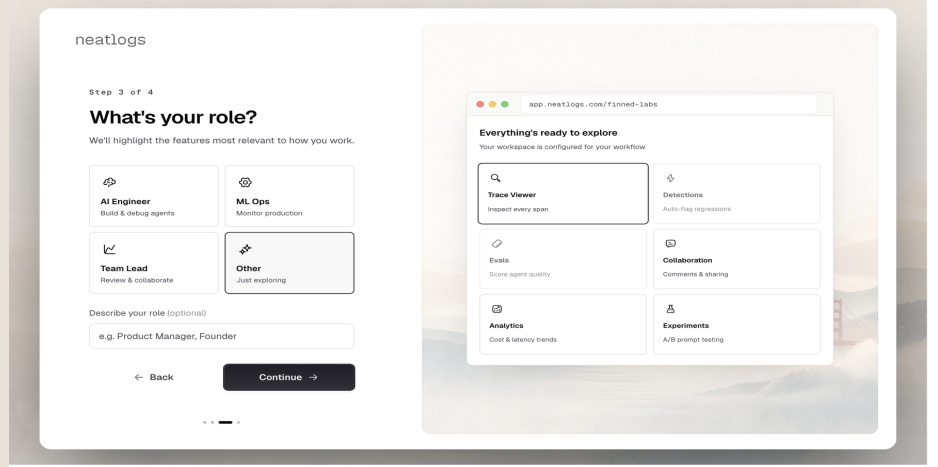 neatlogs
Step 3 of 4
What's your role?
We'll highlight the features most relevant to how you work.
AI Engineer
Build & debug agents
ML Ops
Monitor production
Team Lead
Review & collaborate
Other
Just exploring
Describe your role (optional)
e.g. Product Manager, Founder
← Back
Continue →
app.neatlogs.com/finned-labs
Everything's ready to explore
Your workspace is configured for your workflow
Trace Viewer
Inspect every span
Detections
Auto-flag regressions
Evals
Score agent quality
Collaboration
Comments & sharing
Analytics
Cost & latency trends
Experiments
A/B prompt testing